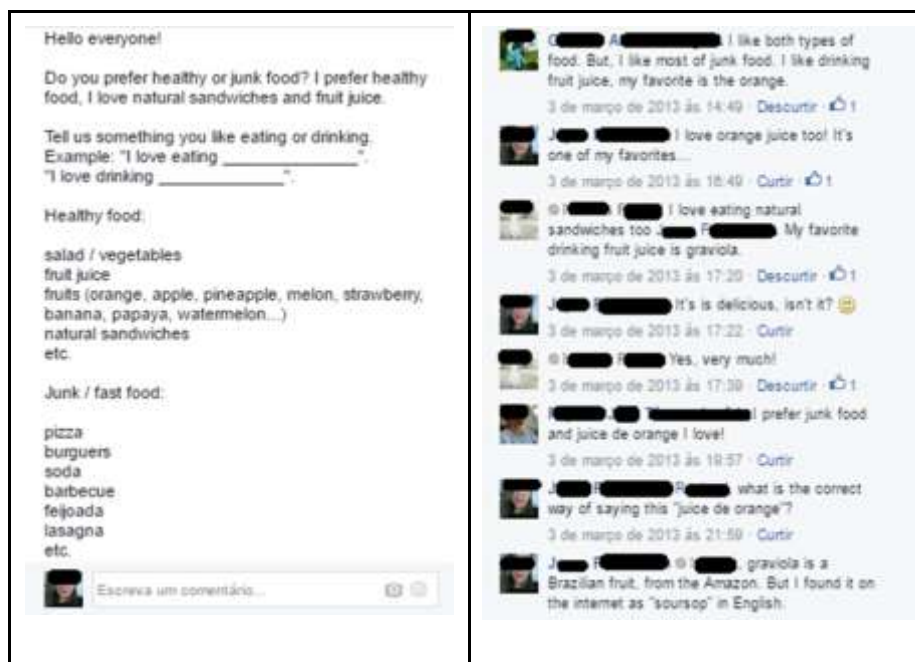 Hello everyone!
Do you prefer healthy or junk food? I prefer healthy
food, I love natural sandwiches and fruit juice.
Tell us something you like eating or drinking.
Example: "I love eating _______________".
"I love drinking ______________".
Healthy food:
salad / vegetables
fruit juice
fruits (orange, apple, pineapple, melon, strawberry,
banana, papaya, watermelon...)
natural sandwiches
etc.
Junk / fast food:
pizza
burguers
soda
barbecue
feijoada
lasagna
etc.
Escreva um comentário...
I like both types of
food. But, I like most of junk food. I like drinking
fruit juice, my favorite is the orange.
3 de março de 2013 às 14:49 · Descurtir · 1
I love orange juice too! It's
one of my favorites...
3 de março de 2013 às 16:49 · Curtir · 1
I love eating natural
sandwiches too J R My favorite
drinking fruit juice is graviola.
3 de março de 2013 às 17:20 · Descurtir · 1
J It's is delicious, isn't it?
3 de março de 2013 às 17:22 · Curtir
Yes, very much!
3 de março de 2013 às 17:39 · Descurtir · 1
I prefer junk food
and juice de orange I love!
3 de março de 2013 às 19:57 · Curtir
J R what is the correct
way of saying this "juice de orange"?
3 de março de 2013 às 21:59 · Curtir
J graviola is a
Brazilian fruit, from the Amazon. But I found it on
the internet as "soursop" in English.